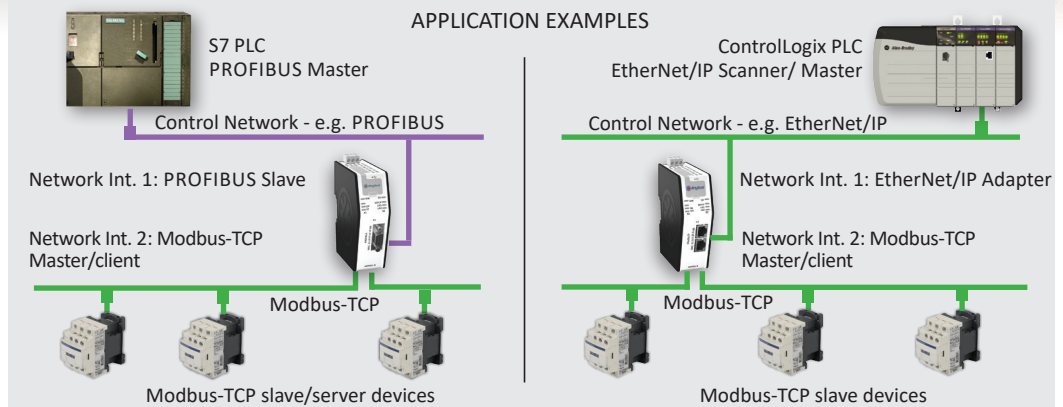 APPLICATION EXAMPLES
SIEMENS
S7 PLC
PROFIBUS Master
Control Network - e.g. PROFIBUS
Network Int. 1: PROFIBUS Slave
Network Int. 2: Modbus-TCP
Master/client
Modbus-TCP
Modbus-TCP slave/server devices
ControlLogix PLC
EtherNet/IP Scanner/ Master
Allen-Bradley
Control Network - e.g. EtherNet/IP
Network Int. 1: EtherNet/IP Adapter
Network Int. 2: Modbus-TCP
Master/client
Modbus-TCP
Modbus-TCP slave devices